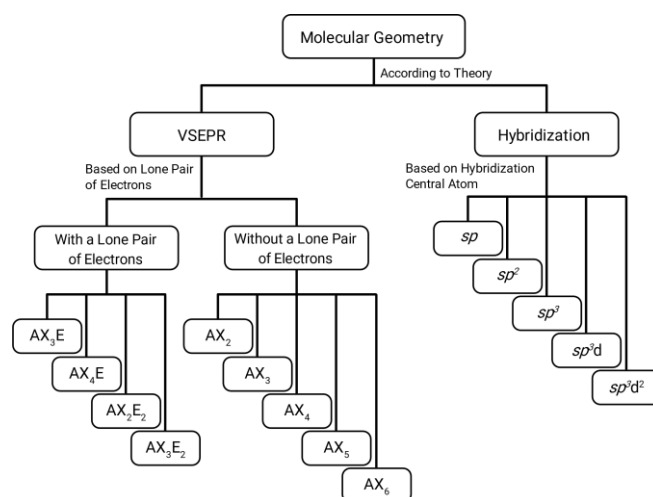 Molecular Geometry
According to Theory
VSEPR
Hybridization
Based on Lone Pair
of Electrons
Based on Hybridization
Central Atom
With a Lone Pair
of Electrons
Without a Lone Pair
of Electrons
sp
sp²
sp³
sp³d
sp³d²
AX₃E
AX₄E
AX₂E₂
AX₃E₂
AX₂
AX₃
AX₄
AX₅
AX₆